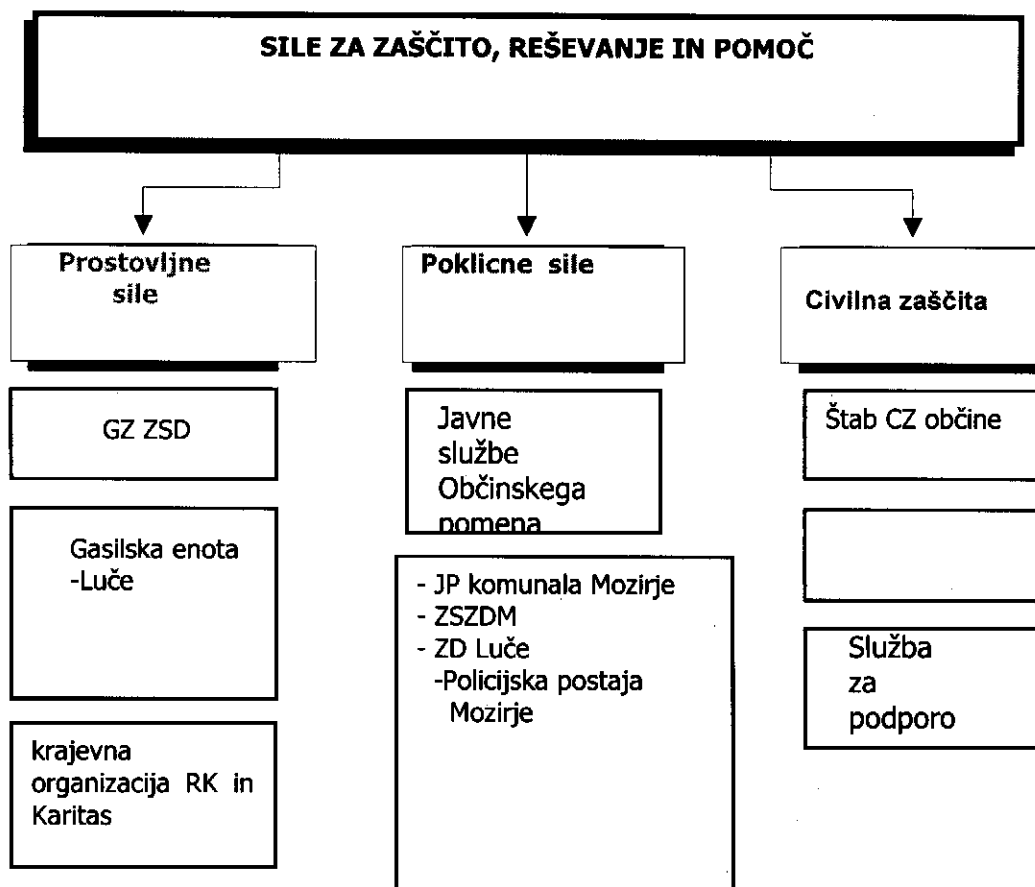 SILE ZA ZAŠČITO, REŠEVANJE IN POMOČ
Prostovljne
sile
GZ ZSD
Gasilska enota
-Luče
krajevna
organizacija RK in
Karitas
Poklicne sile
Javne
službe
Občinskega
pomena
- JP komunala Mozirje
- ZSZDM
- ZD Luče
-Policijska postaja
Mozirje
Civilna zaščita
Štab CZ občine
Služba
za
podporo